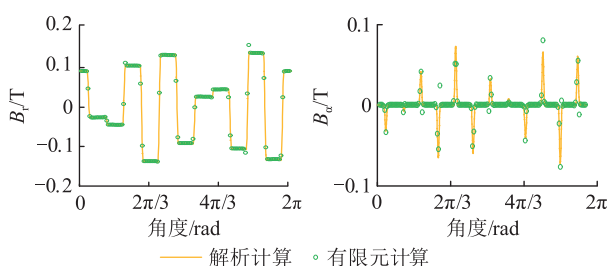 0.2
0.1
0
−0.1
−0.2
Br/T
0
2π/3
4π/3
2π
角度/rad
0.1
0
−0.1
Bα/T
0
2π/3
4π/3
2π
角度/rad
解析计算
有限元计算